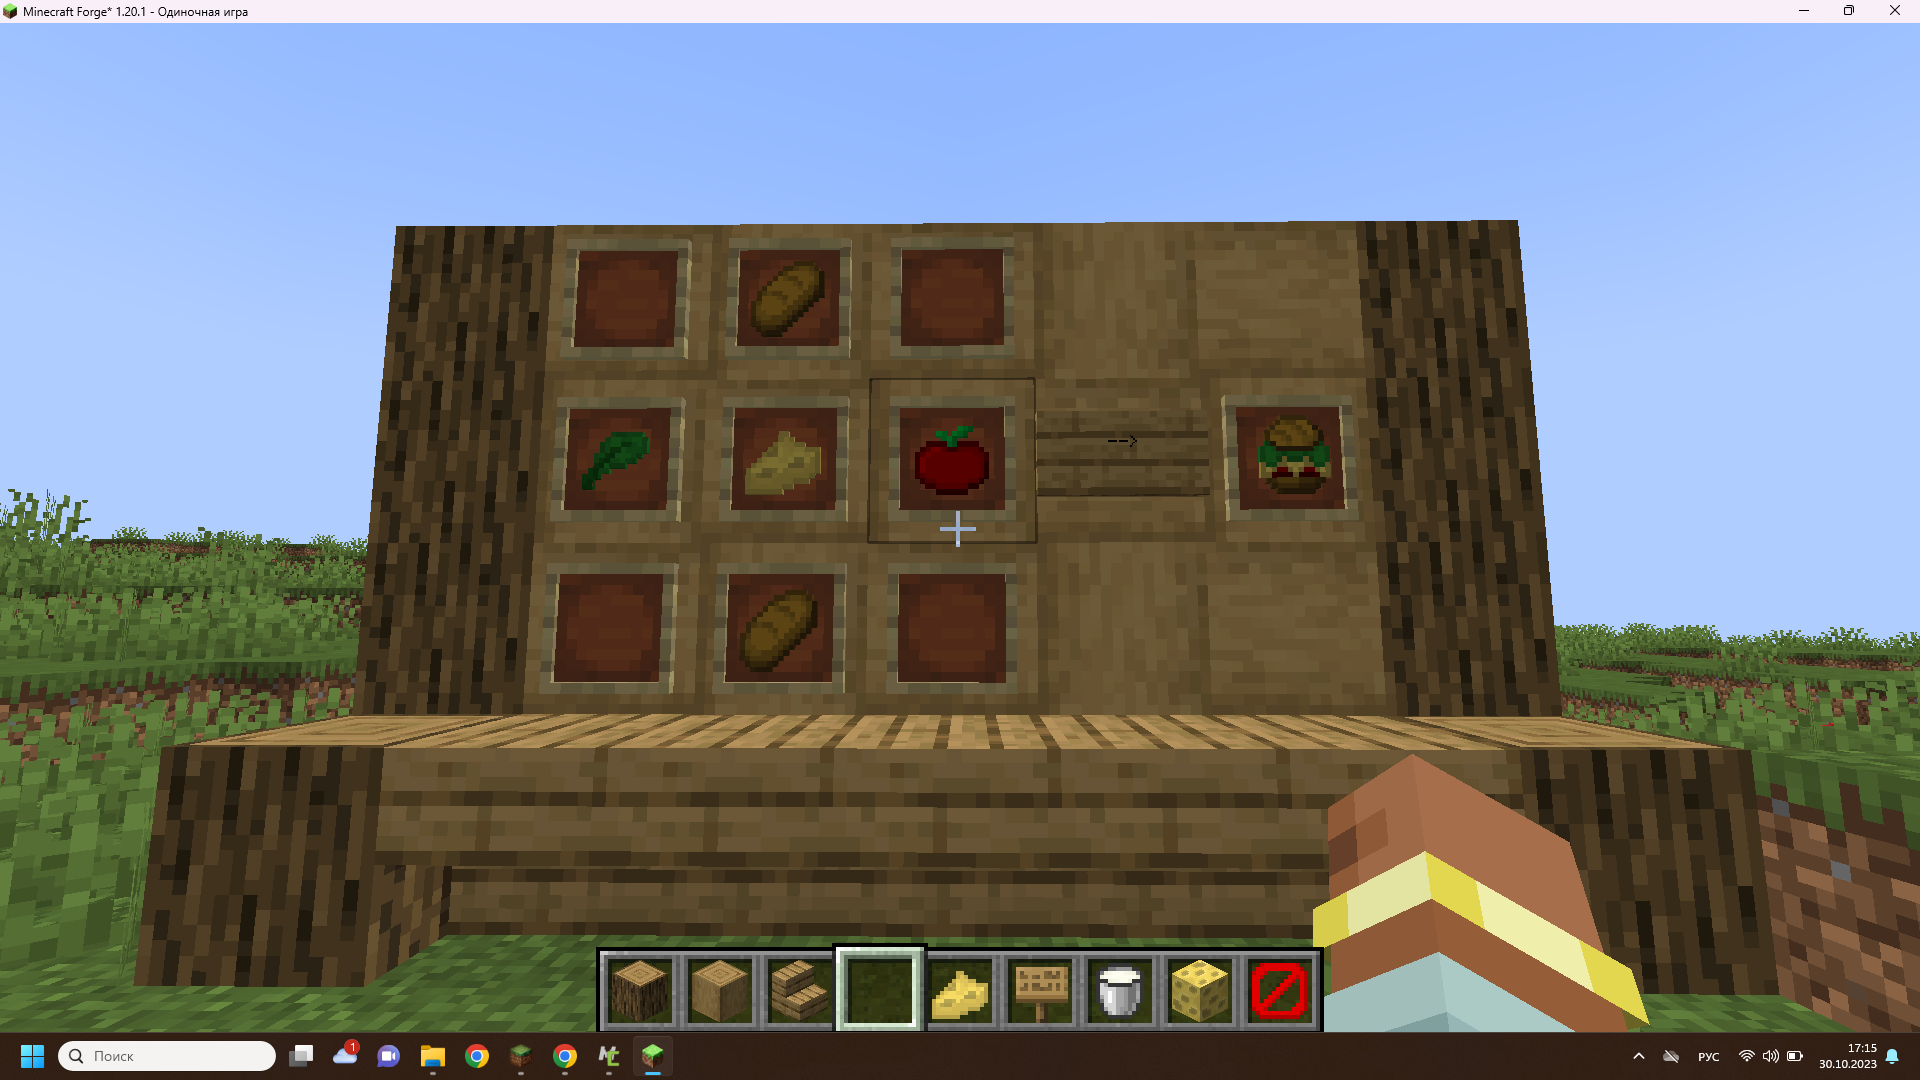 Minecraft Forge* 1.20.1 - Одиночная игра
-->
1
Поиск
РУС
17:15
30.10.2023